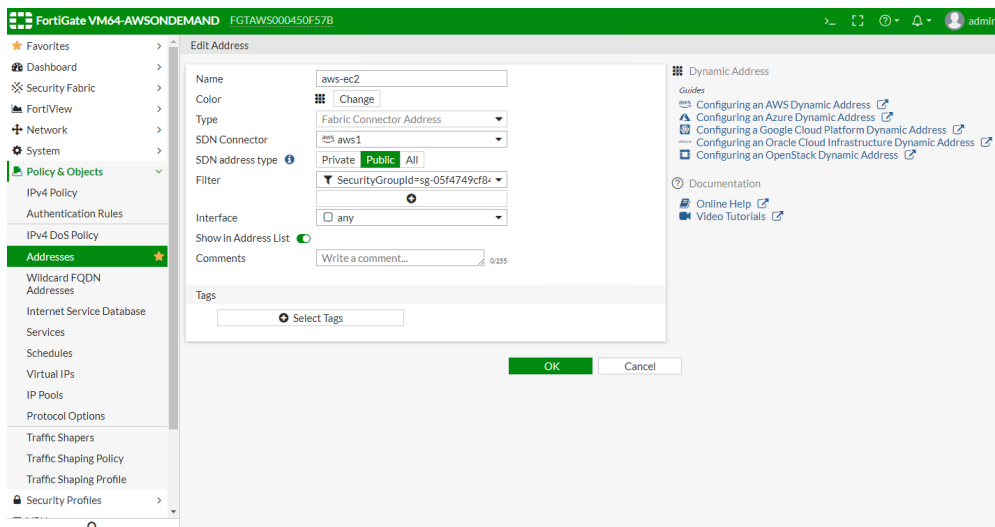 FortiGate VM64-AWSONDEMAND FGTAWS000450F57B
admin
Favorites
Dashboard
Security Fabric
FortiView
Network
System
Policy & Objects
IPv4 Policy
Authentication Rules
IPv4 DoS Policy
Addresses
Wildcard FQDN
Addresses
Internet Service Database
Services
Schedules
Virtual IPs
IP Pools
Protocol Options
Traffic Shapers
Traffic Shaping Policy
Traffic Shaping Profile
Security Profiles
Edit Address
Name aws-ec2
Color Change
Type Fabric Connector Address
SDN Connector aws aws1
SDN address type Private Public All
Filter SecurityGroupId=sg-05f4749cf84
Interface any
Show in Address List
Comments Write a comment... 0/255
Tags
Select Tags
OK Cancel
Dynamic Address
Guides
aws Configuring an AWS Dynamic Address
Configuring an Azure Dynamic Address
Configuring a Google Cloud Platform Dynamic Address
Configuring an Oracle Cloud Infrastructure Dynamic Address
Configuring an OpenStack Dynamic Address
Documentation
Online Help
Video Tutorials